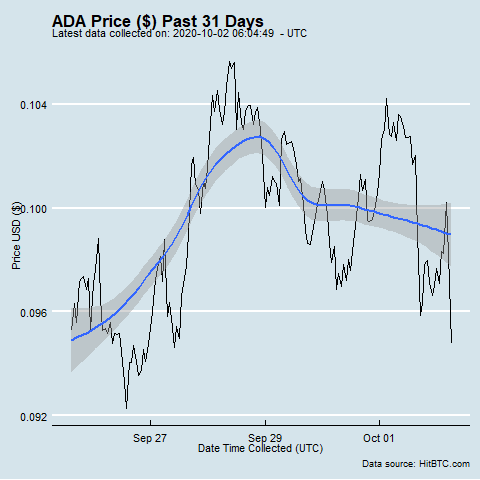 ADA Price ($) Past 31 Days
Latest data collected on: 2020-10-02 06:04:49 - UTC
0.104
0.100
0.096
0.092
Price USD ($)
Sep 27 Sep 29 Oct 01
Date Time Collected (UTC)
Data source: HitBTC.com